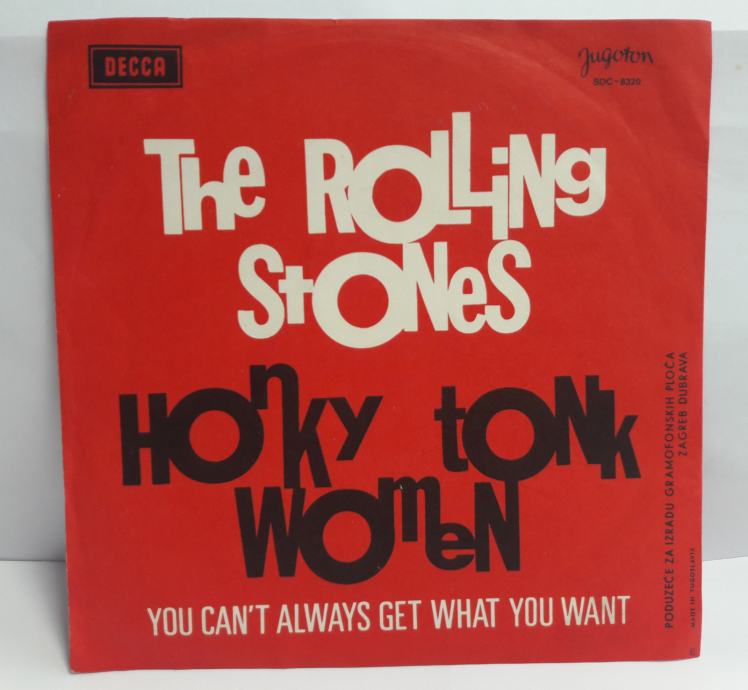 DECCA
Jugoton
SDC-8320
The ROLLiNg
StONeS
HOnKy tONk
WOmeN
YOU CAN'T ALWAYS GET WHAT YOU WANT
PODUZEĆE ZA IZRADU GRAMOFONSKIH PLOČA
ZAGREB DUBRAVA
MADE IN YUGOSLAVIA